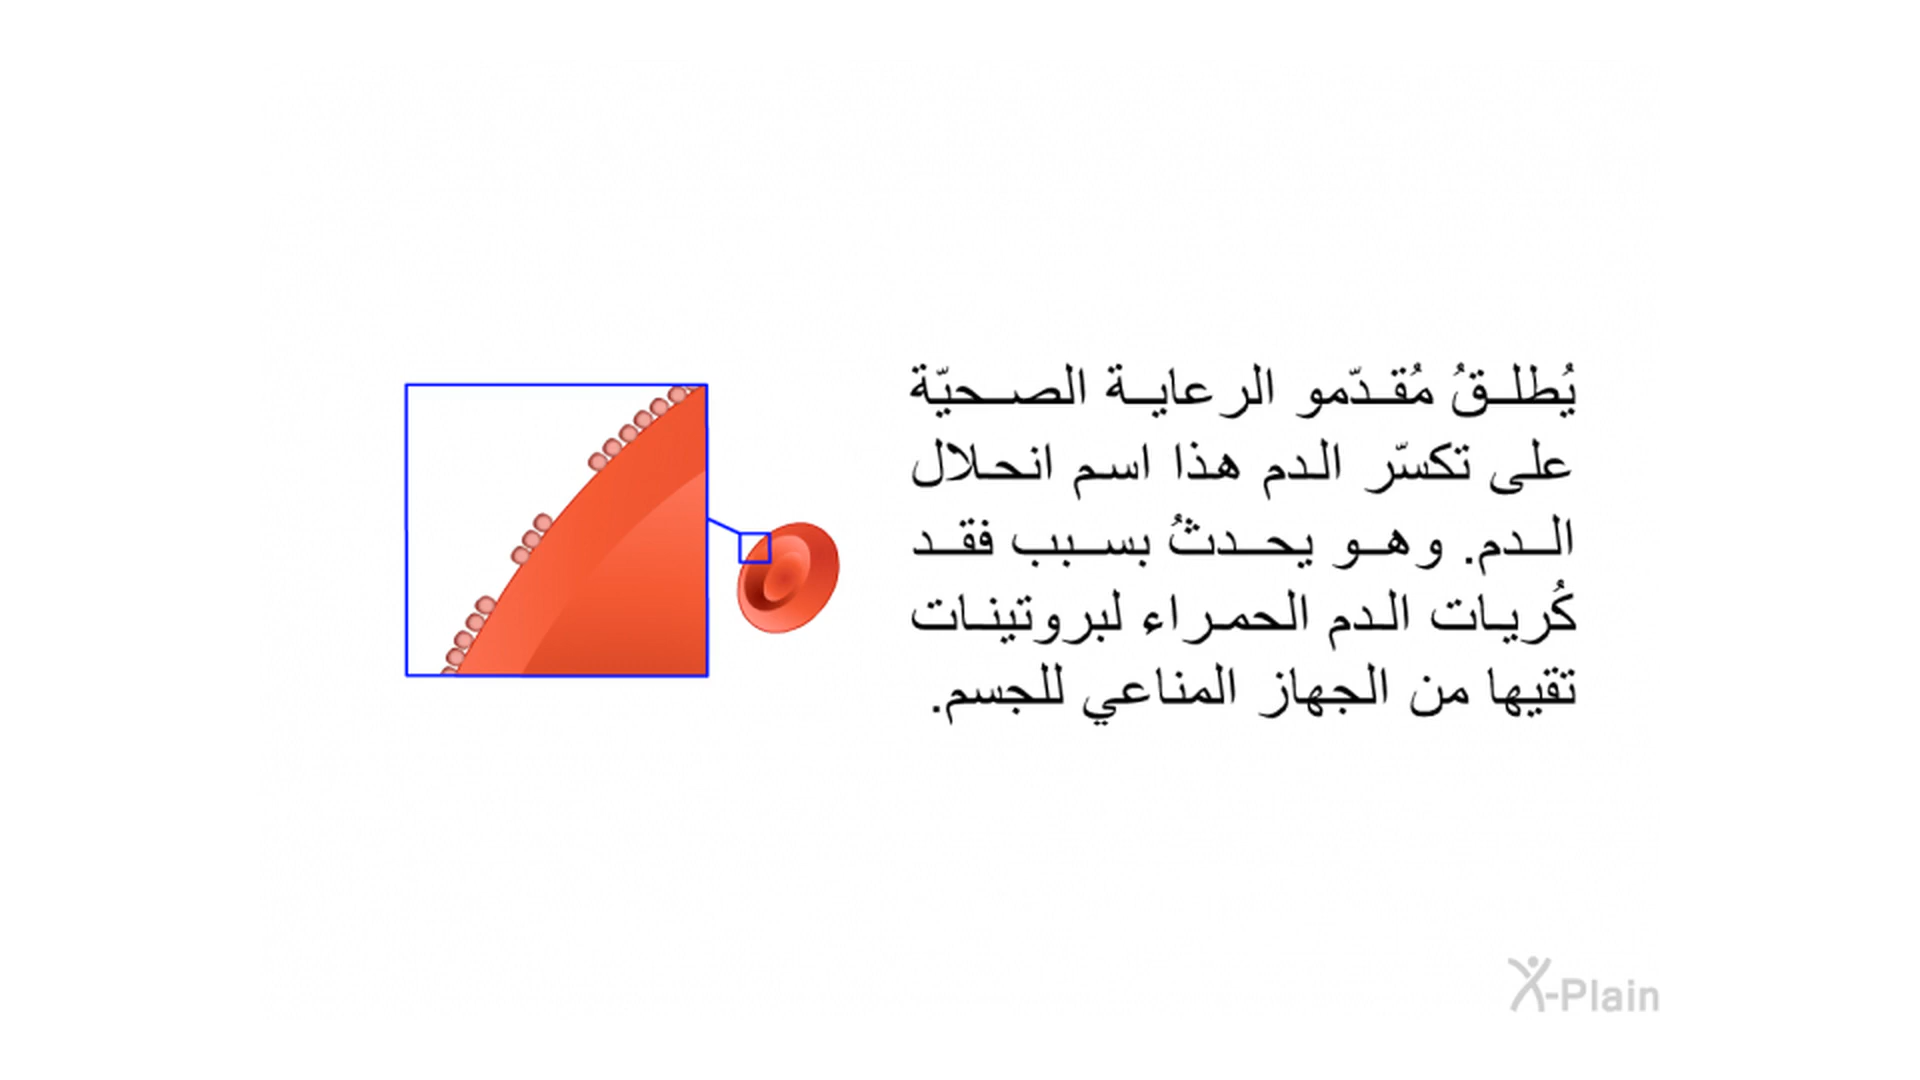 يُطلقُ مُقدّمو الرعاية الصحيّة
على تكسّر الدم هذا اسم انحلال
الدم. وهو يحدثُ بسبب فقد
كُريات الدم الحمراء لبروتينات
تقيها من الجهاز المناعي للجسم.
X-Plain